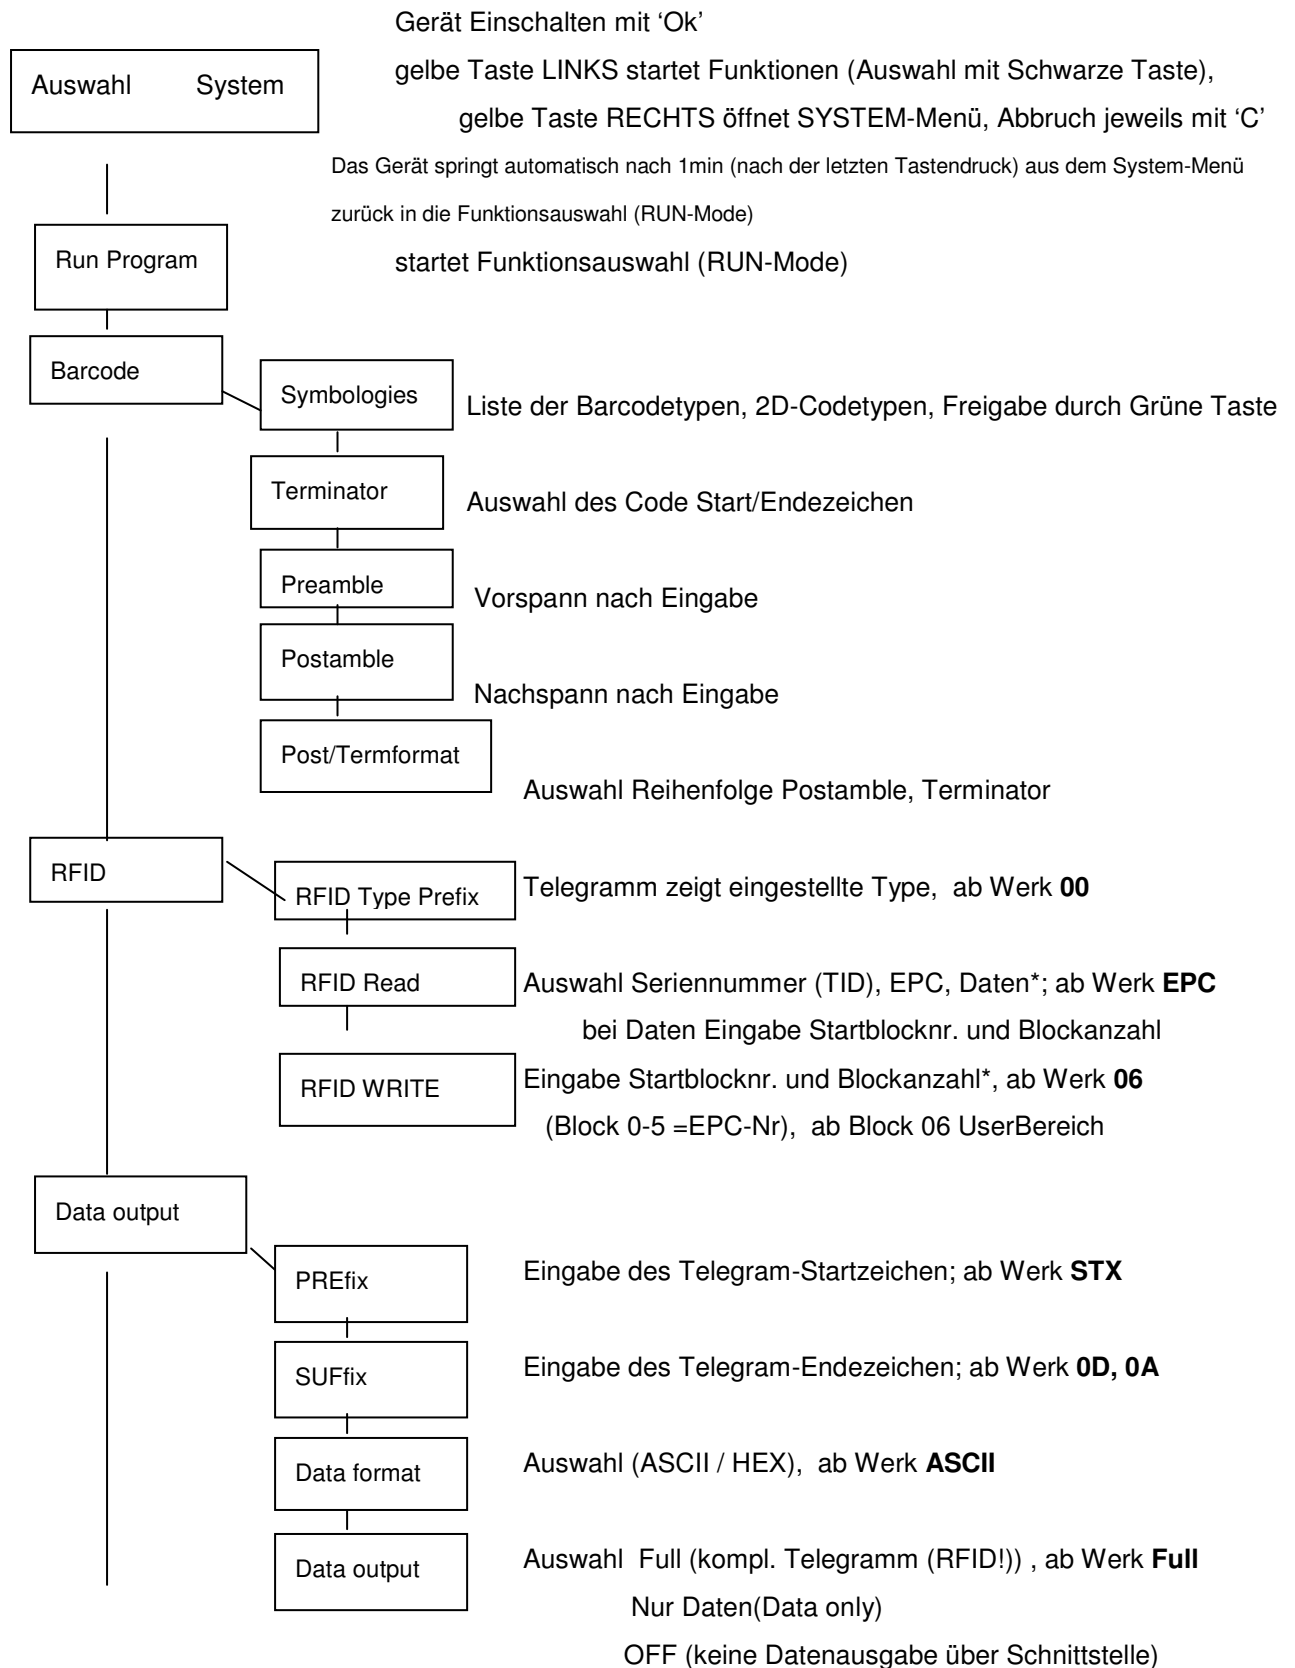 Gerät Einschalten mit ‘Ok’
Auswahl System
gelbe Taste LINKS startet Funktionen (Auswahl mit Schwarze Taste),
gelbe Taste RECHTS öffnet SYSTEM-Menü, Abbruch jeweils mit ‘C’
Das Gerät springt automatisch nach 1min (nach der letzten Tastendruck) aus dem System-Menü
zurück in die Funktionsauswahl (RUN-Mode)
Run Program
startet Funktionsauswahl (RUN-Mode)
Barcode
Symbologies
Liste der Barcodetypen, 2D-Codetypen, Freigabe durch Grüne Taste
Terminator
Auswahl des Code Start/Endezeichen
Preamble
Vorspann nach Eingabe
Postamble
Nachspann nach Eingabe
Post/Termformat
Auswahl Reihenfolge Postamble, Terminator
RFID
RFID Type Prefix
Telegramm zeigt eingestellte Type, ab Werk 00
RFID Read
Auswahl Seriennummer (TID), EPC, Daten*; ab Werk EPC
bei Daten Eingabe Startblocknr. und Blockanzahl
RFID WRITE
Eingabe Startblocknr. und Blockanzahl*, ab Werk 06
(Block 0-5 =EPC-Nr), ab Block 06 UserBereich
Data output
PREfix
Eingabe des Telegram-Startzeichen; ab Werk STX
SUFfix
Eingabe des Telegram-Endezeichen; ab Werk 0D, 0A
Data format
Auswahl (ASCII / HEX), ab Werk ASCII
Data output
Auswahl Full (kompl. Telegramm (RFID!)) , ab Werk Full
Nur Daten(Data only)
OFF (keine Datenausgabe über Schnittstelle)